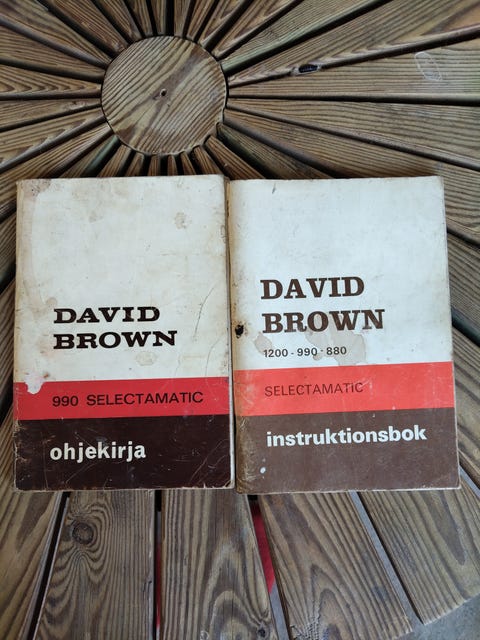 DAVID
BROWN
990 SELECTAMATIC
ohjekirja
DAVID
BROWN
1200-990-880
SELECTAMATIC
instruktionsbok